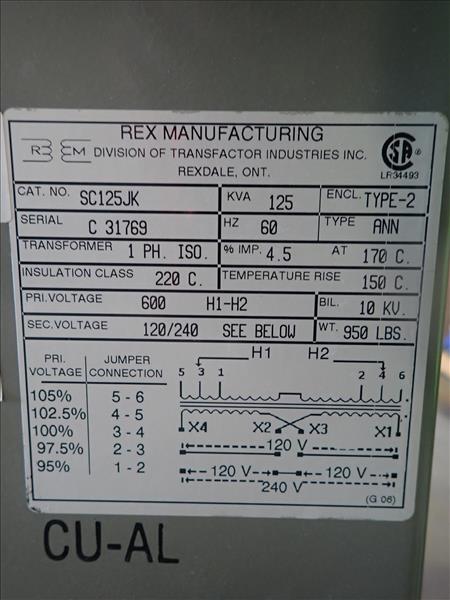 REX MANUFACTURING
DIVISION OF TRANSFACTOR INDUSTRIES INC.
REXDALE, ONT.
LR34493
CAT. NO. SC125JK KVA 125 ENCL. TYPE-2
SERIAL C 31769 HZ 60 TYPE ANN
TRANSFORMER 1 PH. ISO. % IMP. 4.5 AT 170 C.
INSULATION CLASS 220 C. TEMPERATURE RISE 150 C.
PRI.VOLTAGE 600 H1-H2 BIL. 10 KV.
SEC.VOLTAGE 120/240 SEE BELOW WT. 950 LBS.
PRI. VOLTAGE JUMPER CONNECTION
105% 5-6
102.5% 4-5
100% 3-4
97.5% 2-3
95% 1-2
H1 H2
5 3 1 2 4 6
X4 X2 X3 X1
120 V
120 V 120 V
240 V
(G 06)
CU-AL